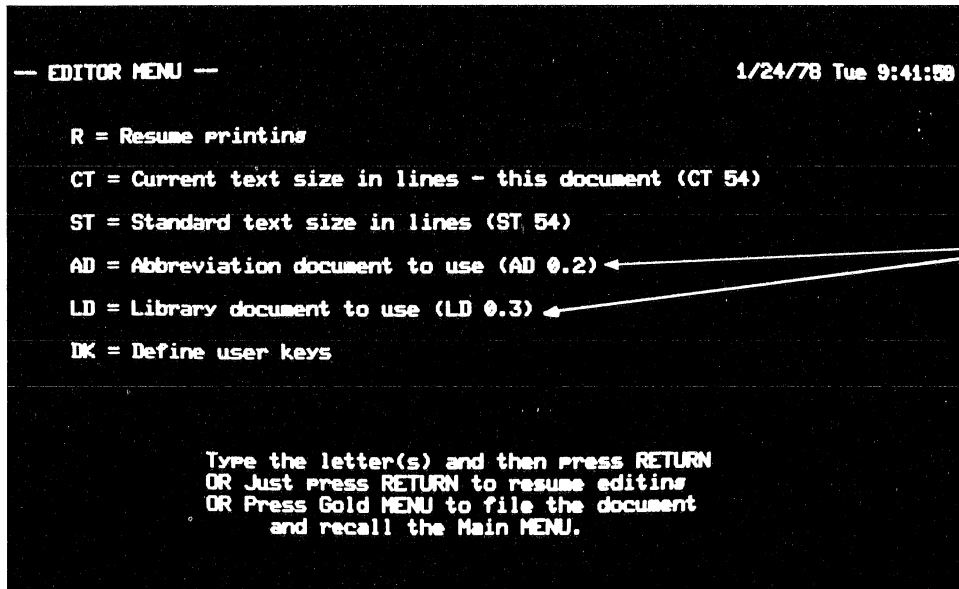 — EDITOR MENU — 1/24/78 Tue 9:41:50
R = Resume printing
CT = Current text size in lines - this document (CT 54)
ST = Standard text size in lines (ST 54)
AD = Abbreviation document to use (AD 0.2)
LD = Library document to use (LD 0.3)
DK = Define user keys
Type the letter(s) and then press RETURN
OR Just press RETURN to resume editing
OR Press Gold MENU to file the document
and recall the Main MENU.